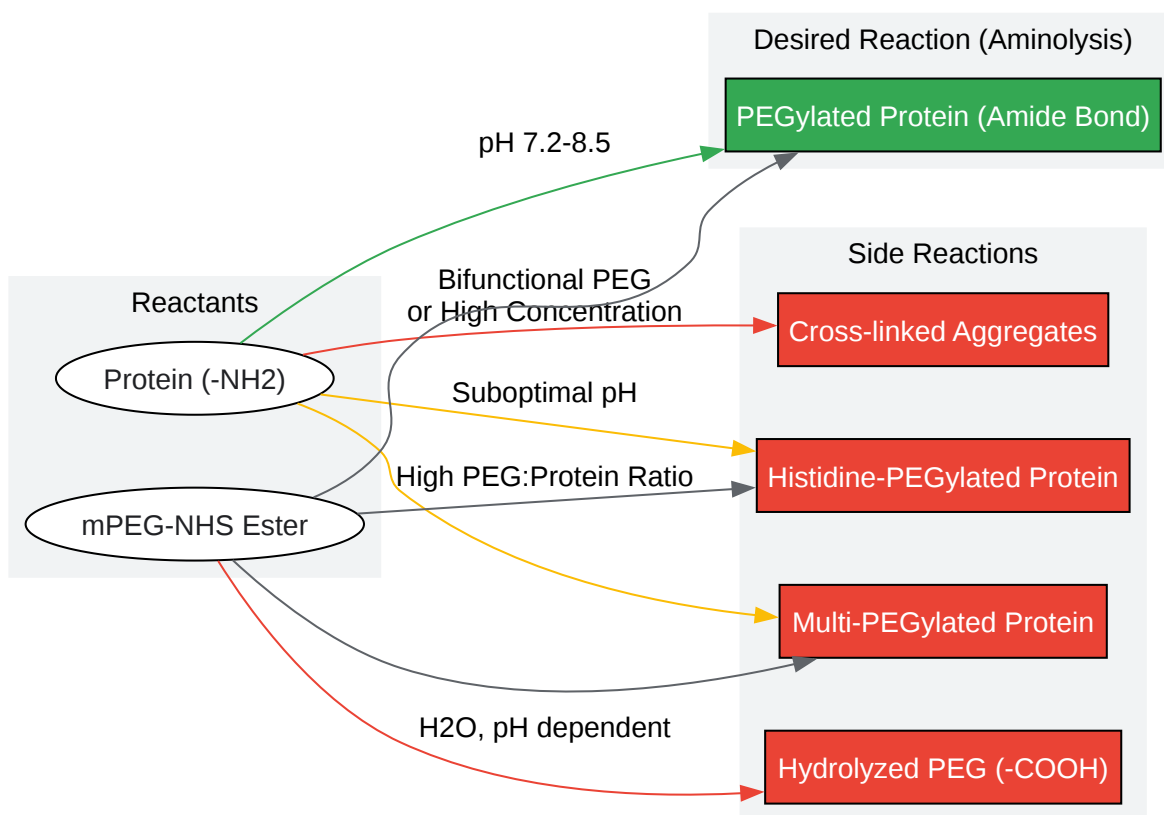 Desired Reaction (Aminolysis)
PEGylated Protein (Amide Bond)
pH 7.2-8.5
Side Reactions
Bifunctional PEG
or High Concentration
Reactants
Cross-linked Aggregates
Protein (-NH2)
Suboptimal pH
Histidine-PEGylated Protein
High PEG:Protein Ratio
mPEG-NHS Ester
Multi-PEGylated Protein
H2O, pH dependent
Hydrolyzed PEG (-COOH)